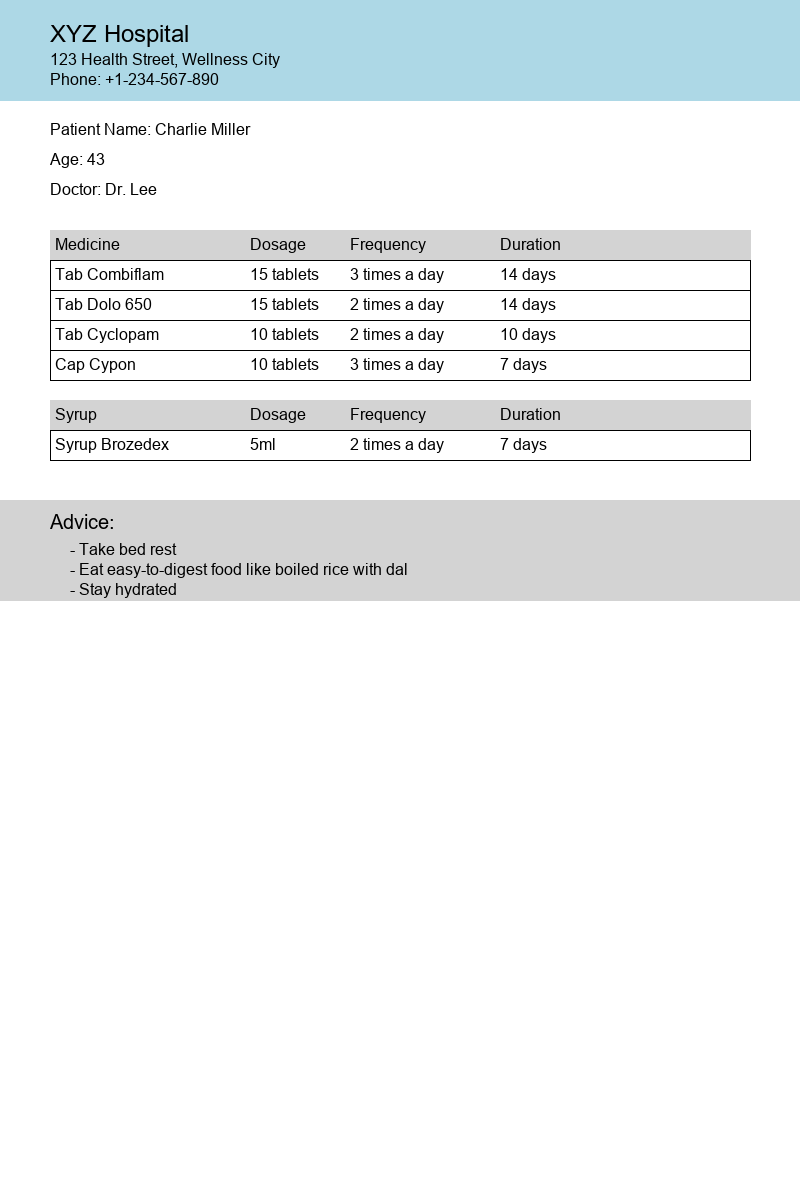 XYZ Hospital
123 Health Street, Wellness City
Phone: +1-234-567-890
Patient Name: Charlie Miller
Age: 43
Doctor: Dr. Lee
Medicine Dosage Frequency Duration
Tab Combiflam 15 tablets 3 times a day 14 days
Tab Dolo 650 15 tablets 2 times a day 14 days
Tab Cyclopam 10 tablets 2 times a day 10 days
Cap Cypon 10 tablets 3 times a day 7 days
Syrup Dosage Frequency Duration
Syrup Brozedex 5ml 2 times a day 7 days
Advice:
- Take bed rest
- Eat easy-to-digest food like boiled rice with dal
- Stay hydrated